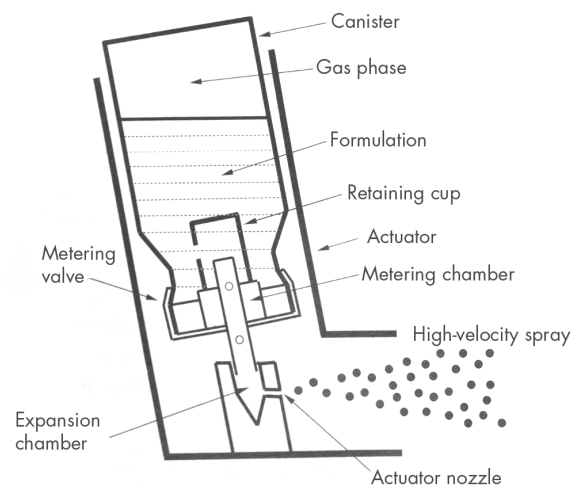 Canister
Gas phase
Formulation
Retaining cup
Actuator
Metering
valve
Metering chamber
High-velocity spray
Expansion
chamber
Actuator nozzle